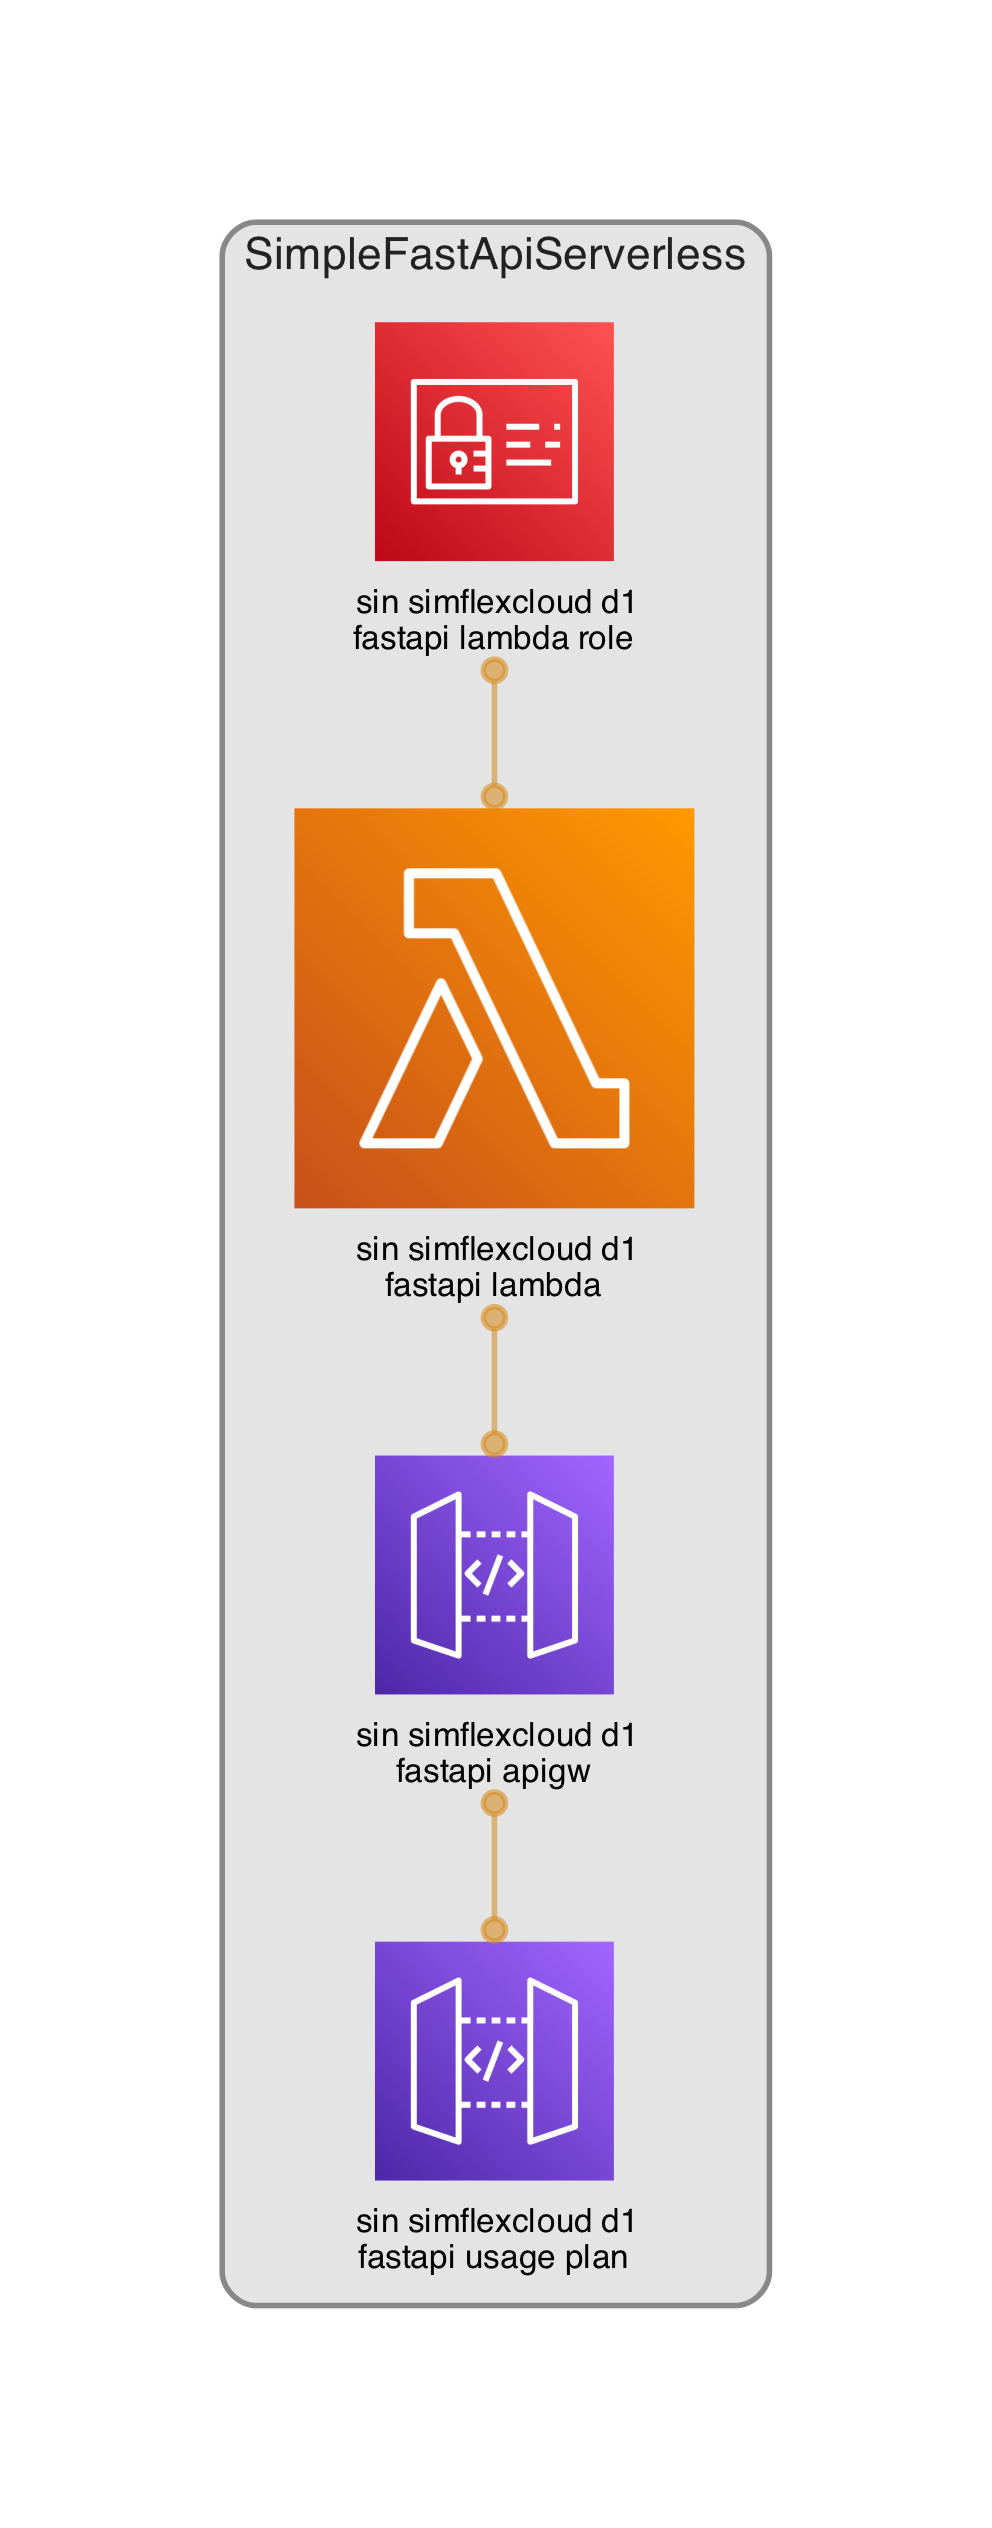 SimpleFastApiServerless
sin simflexcloud d1
fastapi lambda role
sin simflexcloud d1
fastapi lambda
sin simflexcloud d1
fastapi apigw
sin simflexcloud d1
fastapi usage plan